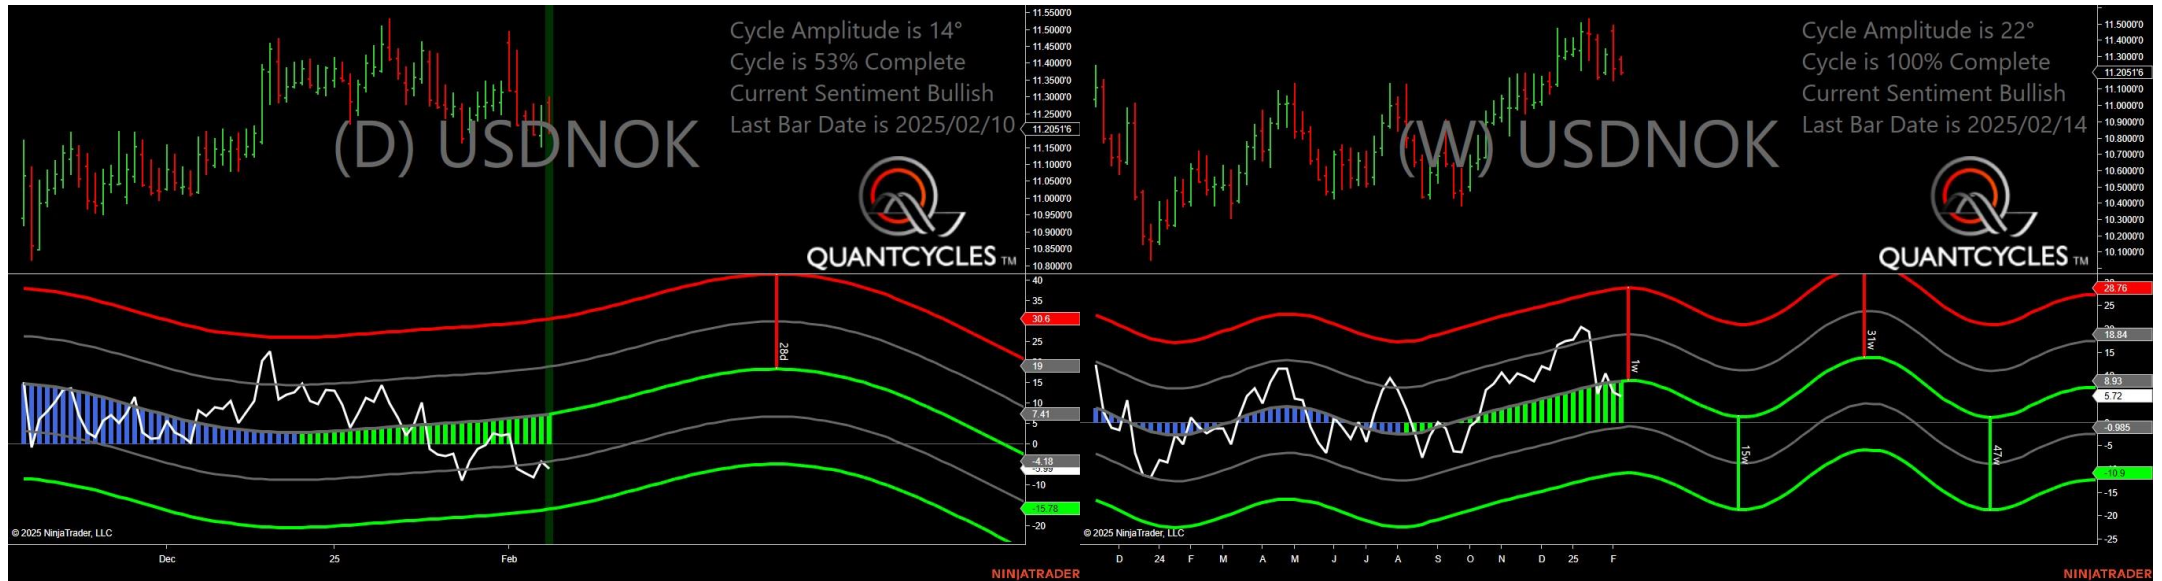 Cycle Amplitude is 14°
Cycle is 53% Complete
Current Sentiment Bullish
Last Bar Date is 2025/02/10
(D) USDNOK
QUANTCYCLES TM
11.5500'0
11.5000'0
11.4500'0
11.4000'0
11.3500'0
11.3000'0
11.2500'0
11.2051'6
11.1500'0
11.1000'0
11.0500'0
11.0000'0
10.9500'0
10.9000'0
10.8500'0
10.8000'0
40
35
30.6
25
19
15
7.41
5
0
-4.18
-5.99
-10
-15.78
-20
28d
© 2025 NinjaTrader, LLC
Dec
25
Feb
NINJATRADER
Cycle Amplitude is 22°
Cycle is 100% Complete
Current Sentiment Bullish
Last Bar Date is 2025/02/14
(W) USDNOK
QUANTCYCLES TM
11.5000'0
11.4000'0
11.3000'0
11.2051'6
11.1000'0
11.0000'0
10.9000'0
10.8000'0
10.7000'0
10.6000'0
10.5000'0
10.4000'0
10.3000'0
10.2000'0
10.1000'0
28.76
25
18.84
15
8.93
5.72
-0.985
-5
-10.9
-15
-20
-25
1w
31w
15w
47w
© 2025 NinjaTrader, LLC
D 24 F M A M J J A S O N D 25 F
NINJATRADER